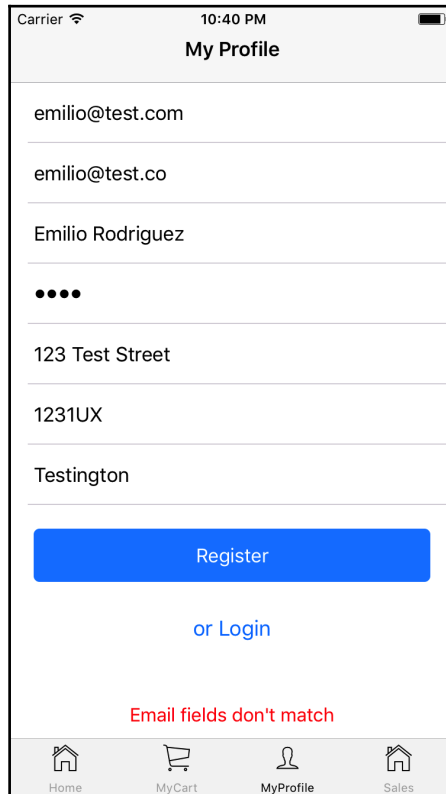 Carrier 10:40 PM
My Profile
emilio@test.com
emilio@test.co
Emilio Rodriguez
••••
123 Test Street
1231UX
Testington
Register
or Login
Email fields don't match
Home MyCart MyProfile Sales